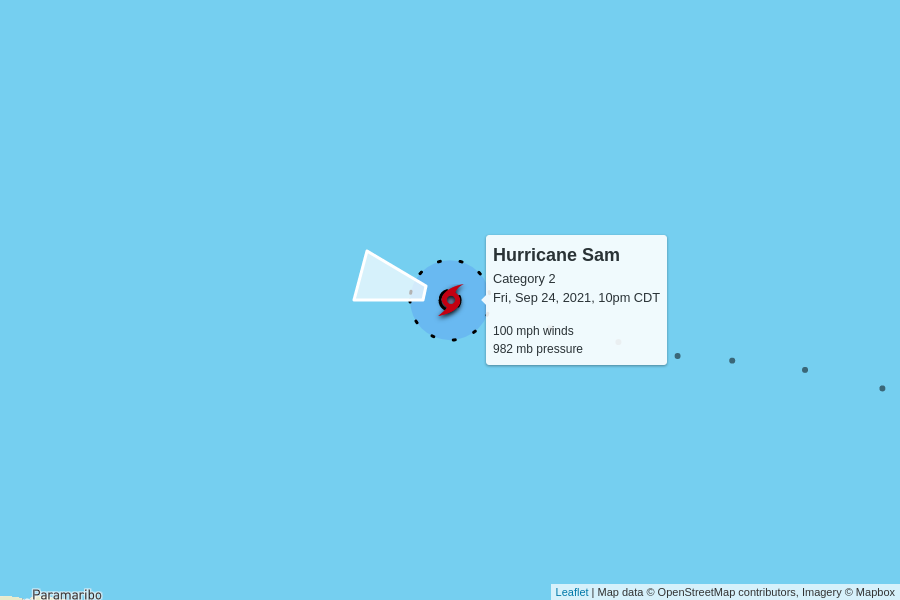 Hurricane Sam
Category 2
Fri, Sep 24, 2021, 10pm CDT
100 mph winds
982 mb pressure
Paramaribo
Leaflet | Map data © OpenStreetMap contributors, Imagery © Mapbox